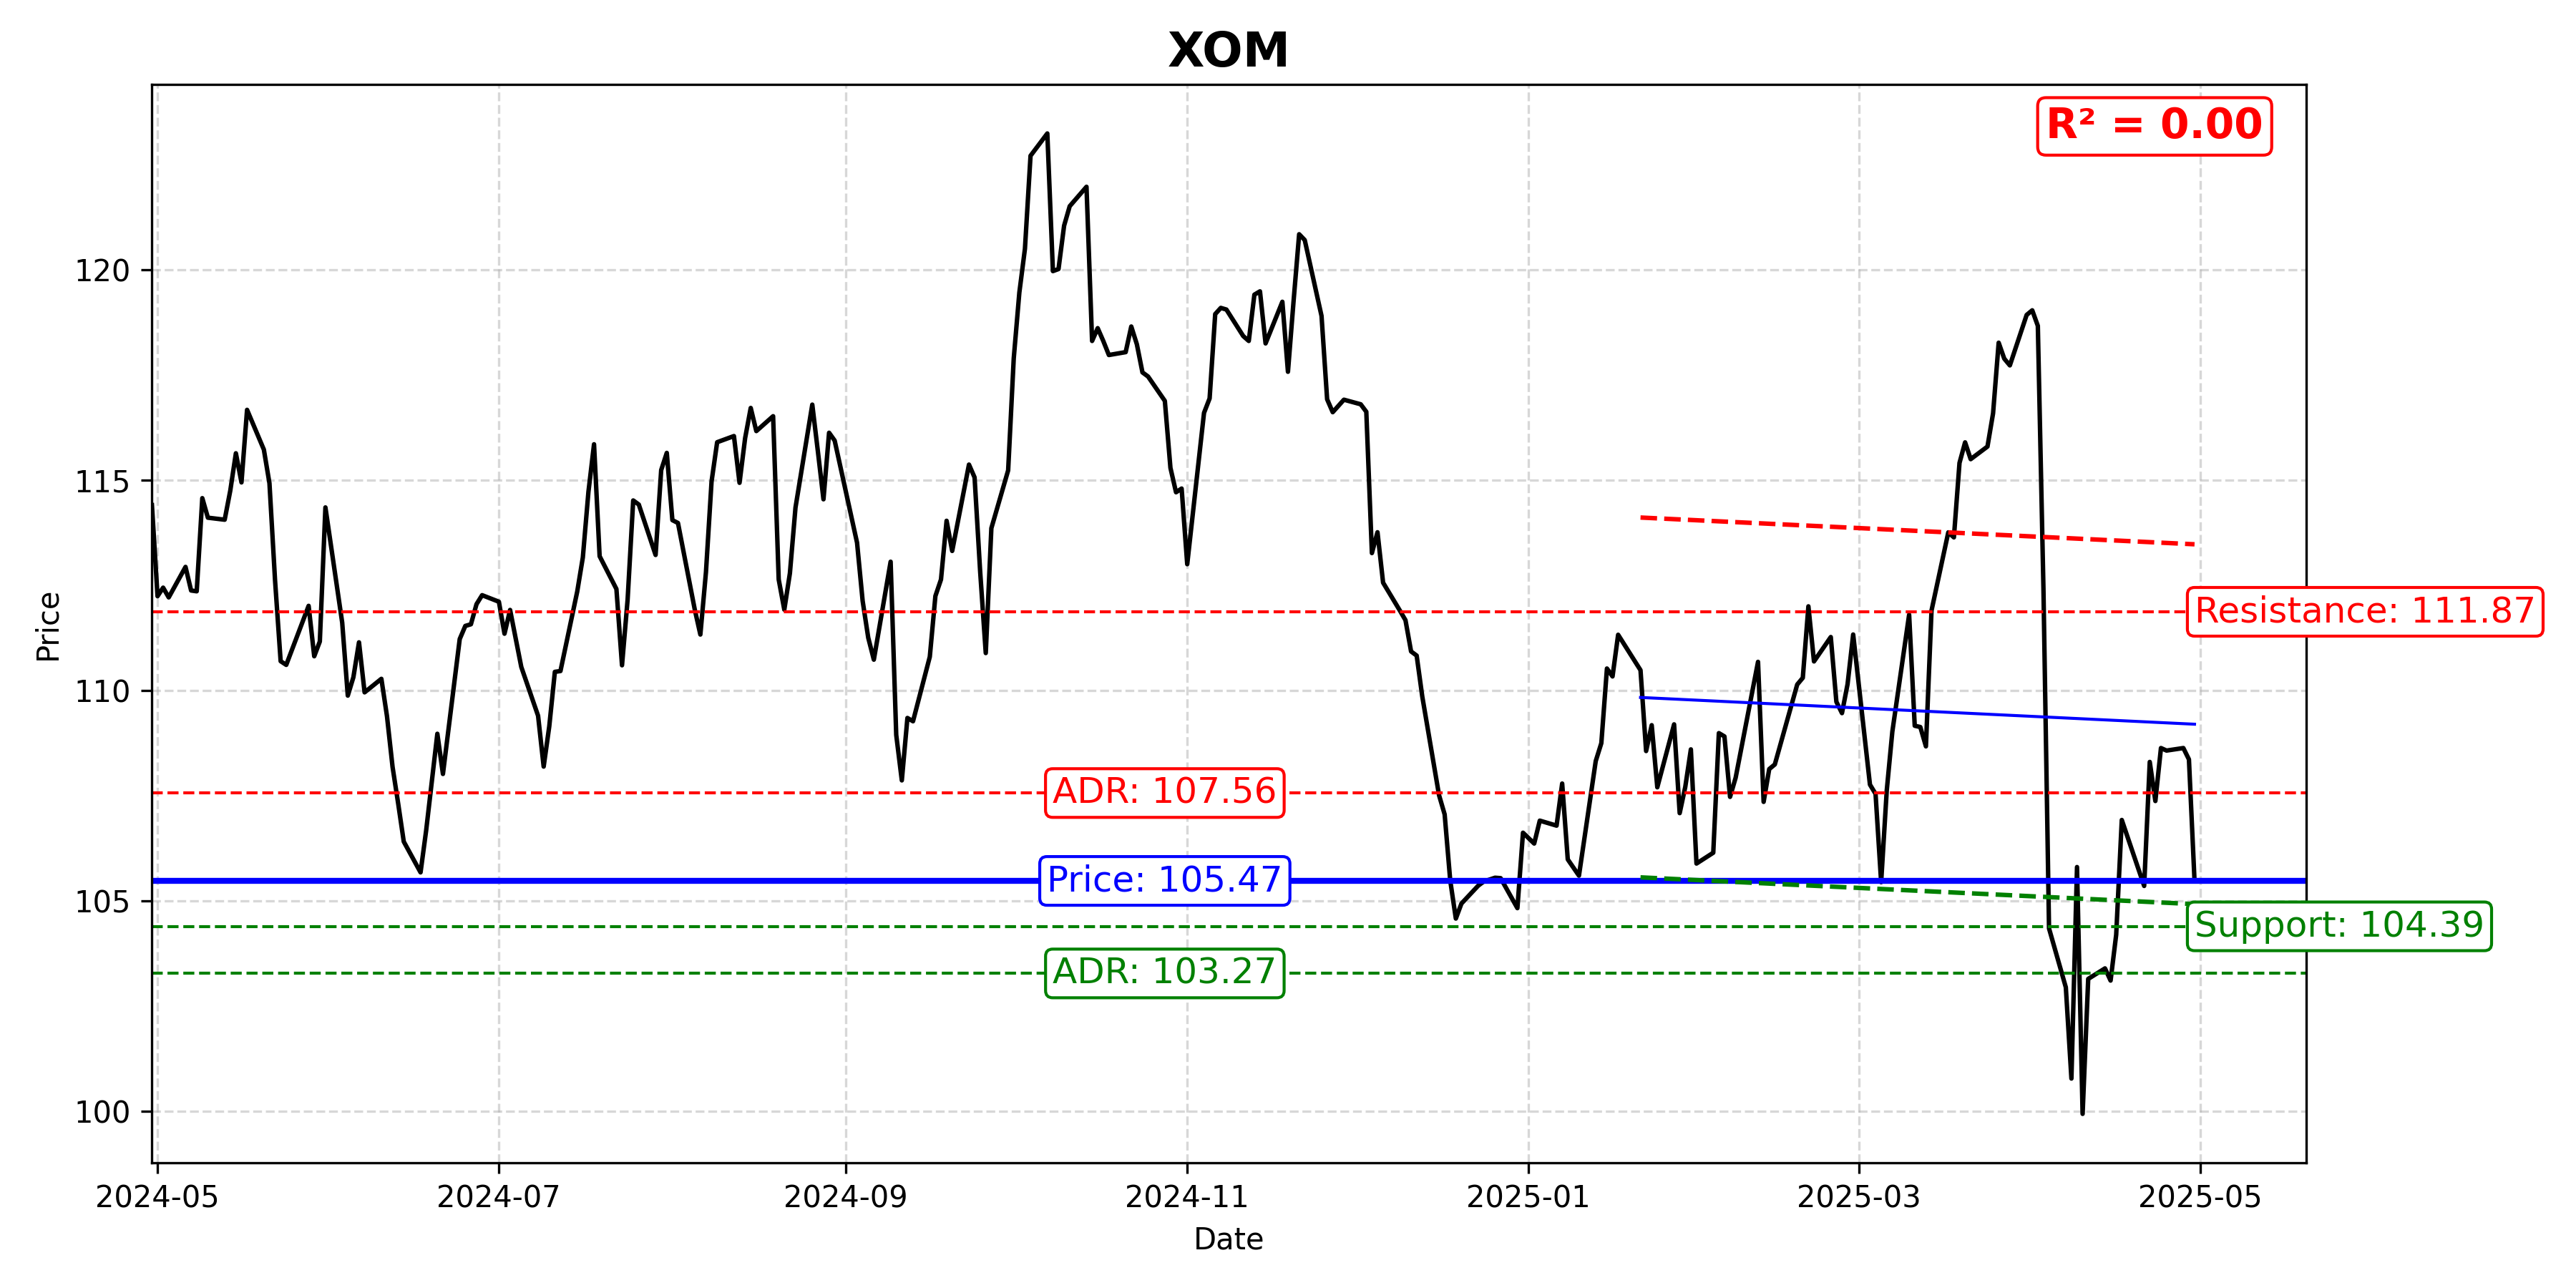 XOM
R² = 0.00
Price
120
115
110
105
100
Resistance: 111.87
ADR: 107.56
Price: 105.47
Support: 104.39
ADR: 103.27
2024-05
2024-07
2024-09
2024-11
2025-01
2025-03
2025-05
Date